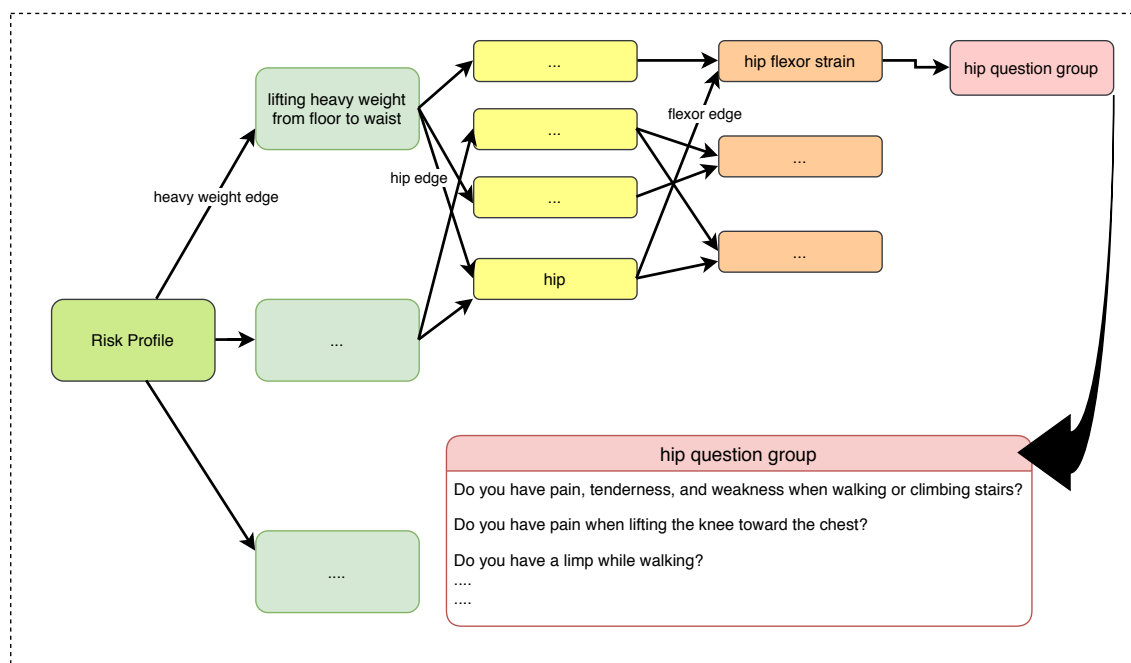 ...
hip flexor strain
hip question group
lifting heavy weight
from floor to waist
...
flexor edge
...
hip edge
heavy weight edge
...
...
hip
Risk Profile
...
hip question group
Do you have pain, tenderness, and weakness when walking or climbing stairs?
Do you have pain when lifting the knee toward the chest?
Do you have a limp while walking?
....
....
....